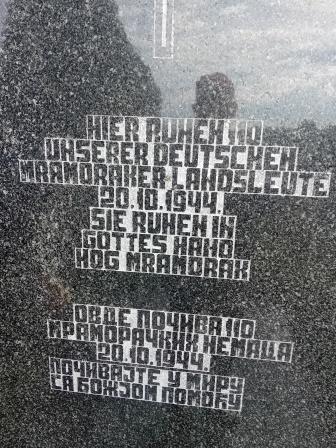 HIER RUHEN 110
UNSERER DEUTSCHEN
MRAMORAKER LANDSLEUTE
20.10.1944.
SIE RUHEN IN
GOTTES HAND
HOG MRAMORAK
ОВДЕ ПОЧИВА 110
МРАМОРАЧКИХ НЕМАЦА
20.10.1944.
ПОЧИВАЈТЕ У МИРУ
СА БОЖЈОМ ПОМОЋУ